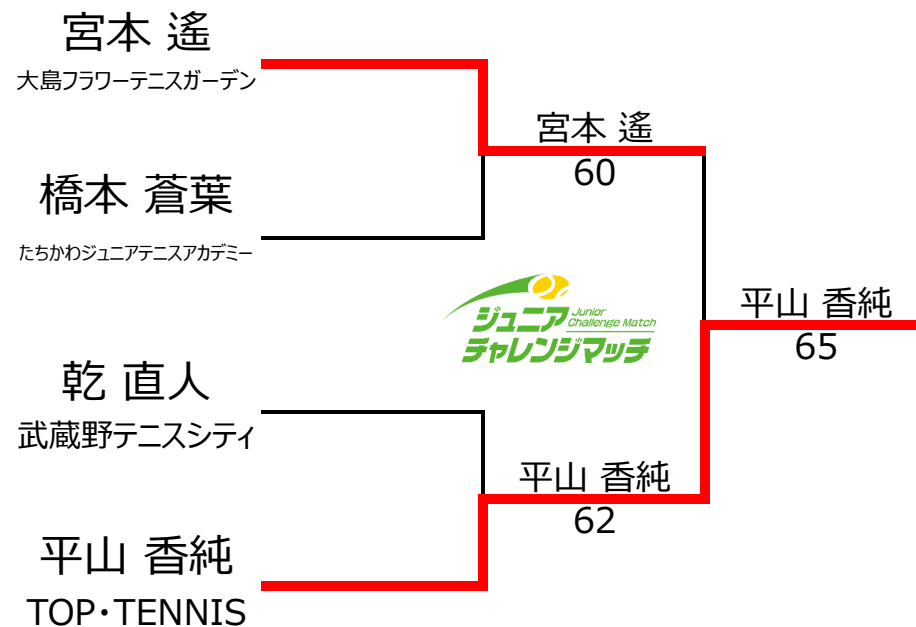 宮本 遙
大島フラワーテニスガーデン
宮本 遙
60
橋本 蒼葉
たちかわジュニアテニスアカデミー
ジュニア Junior Challenge Match
チャレンジマッチ
平山 香純
65
乾 直人
武蔵野テニスシティ
平山 香純
62
平山 香純
TOP・TENNIS